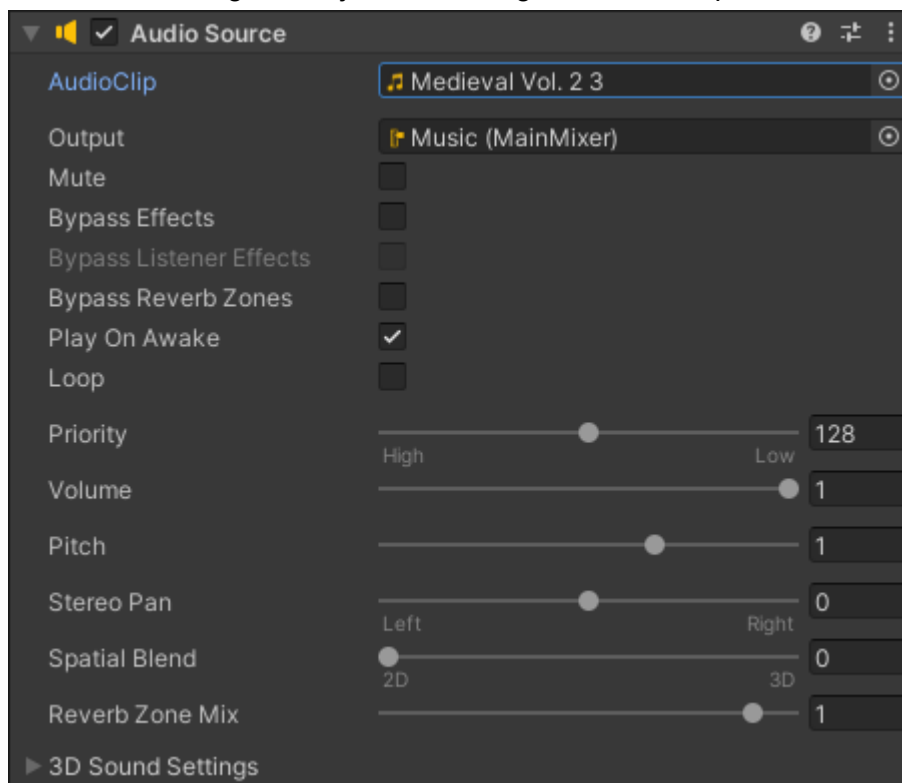 Audio Source
AudioClip Medieval Vol. 2 3
Output Music (MainMixer)
Mute
Bypass Effects
Bypass Listener Effects
Bypass Reverb Zones
Play On Awake
Loop
Priority 128
High Low
Volume 1
Pitch 1
Stereo Pan 0
Left Right
Spatial Blend 0
2D 3D
Reverb Zone Mix 1
3D Sound Settings